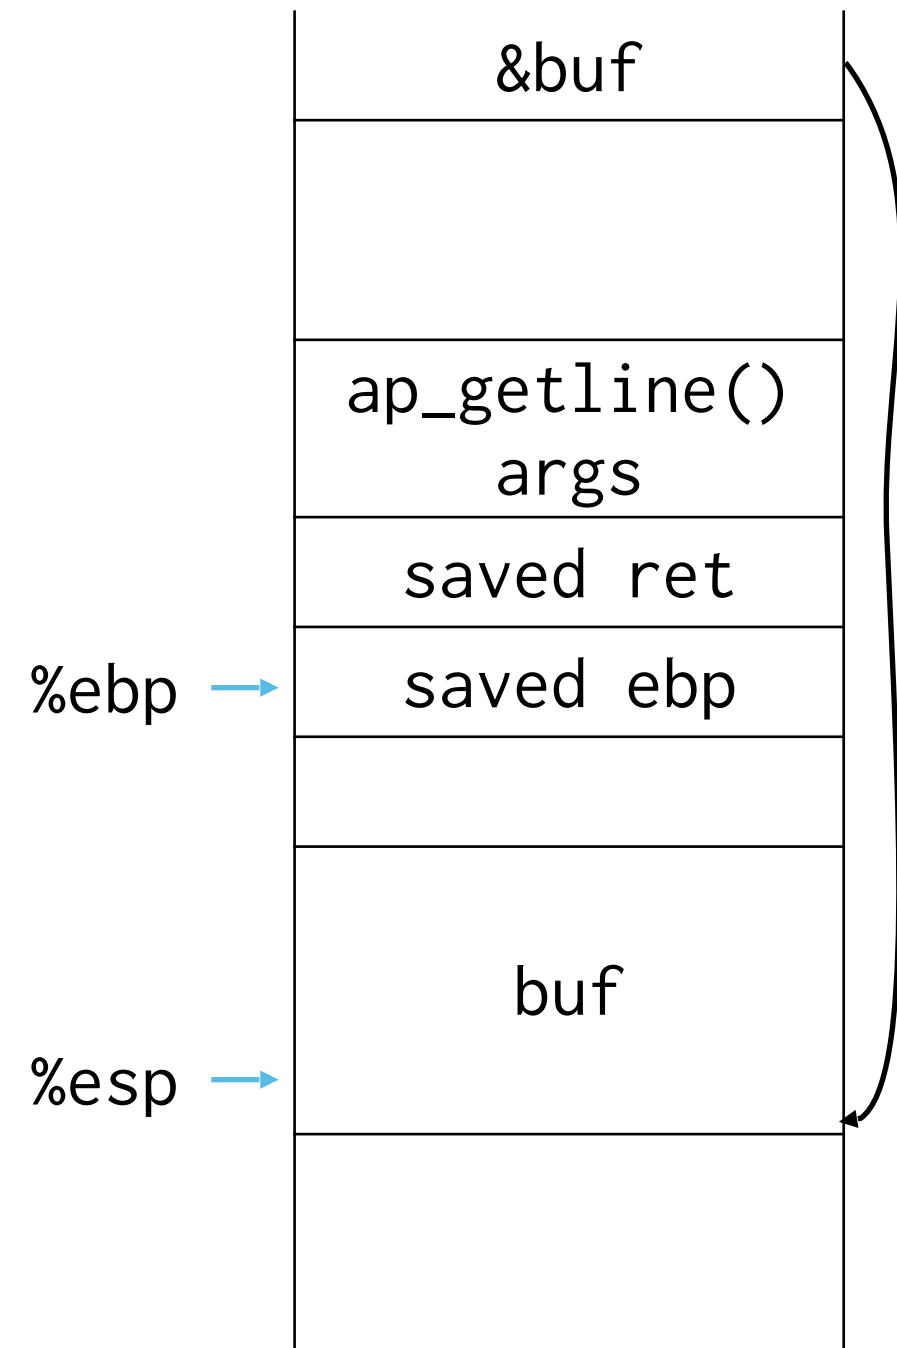 &buf
ap_getline()
args
saved ret
%ebp
saved ebp
buf
%esp